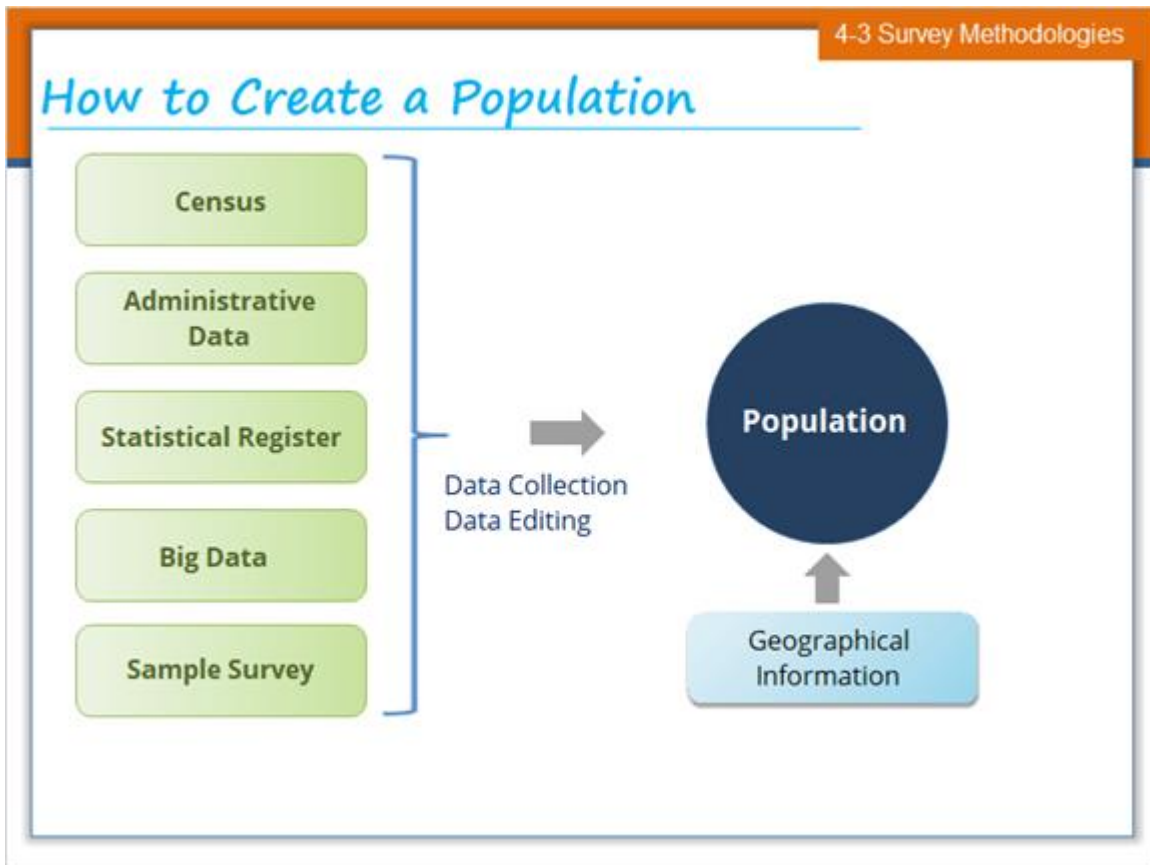 4-3 Survey Methodologies
How to Create a Population
Census
Administrative
Data
Statistical Register
Big Data
Sample Survey
Data Collection
Data Editing
Population
Geographical
Information